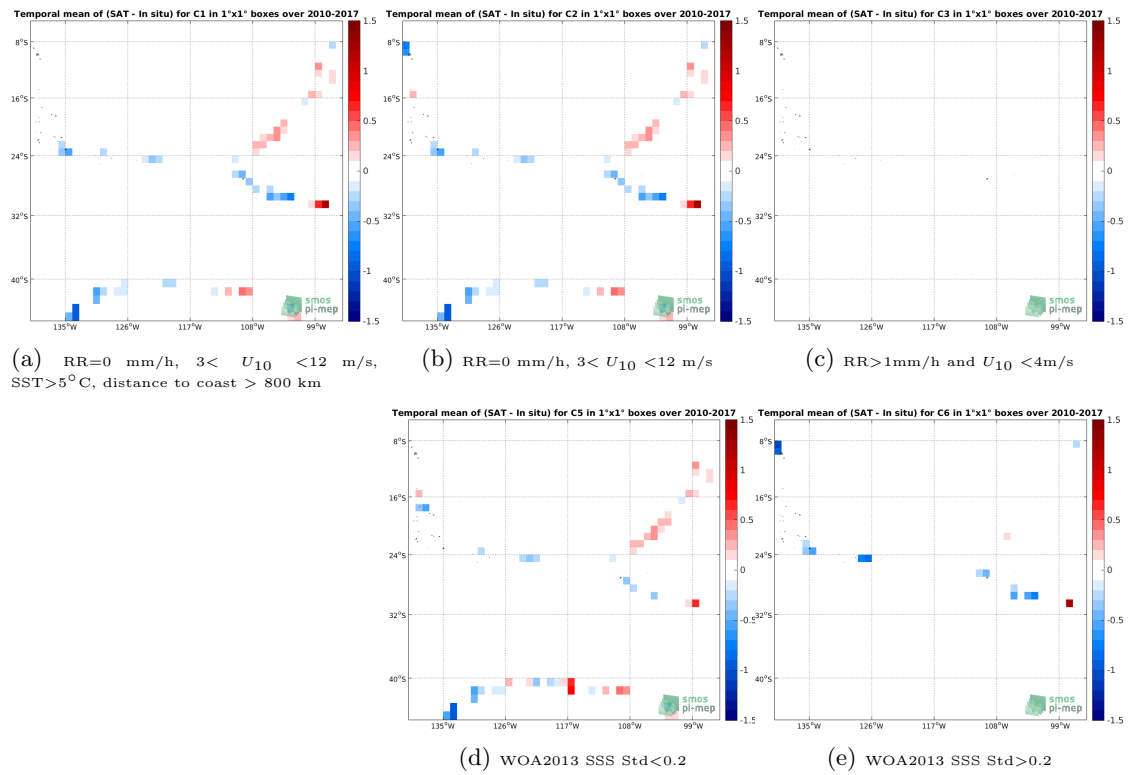 Temporal mean of (SAT - In situ) for C1 in 1°x1° boxes over 2010-2017
8°S
16°S
24°S
32°S
40°S
135°W 126°W 117°W 108°W 99°W
1.5
1
0.5
0
-0.5
-1
-1.5
smos
pi-mep
(a) RR=0 mm/h, 3< U10 <12 m/s,
SST>5°C, distance to coast > 800 km
Temporal mean of (SAT - In situ) for C2 in 1°x1° boxes over 2010-2017
8°S
16°S
24°S
32°S
40°S
135°W 126°W 117°W 108°W 99°W
1.5
1
0.5
0
-0.5
-1
-1.5
smos
pi-mep
(b) RR=0 mm/h, 3< U10 <12 m/s
Temporal mean of (SAT - In situ) for C3 in 1°x1° boxes over 2010-2017
8°S
16°S
24°S
32°S
40°S
135°W 126°W 117°W 108°W 99°W
1.5
1
0.5
0
-0.5
-1
-1.5
smos
pi-mep
(c) RR>1mm/h and U10 <4m/s
Temporal mean of (SAT - In situ) for C5 in 1°x1° boxes over 2010-2017
8°S
16°S
24°S
32°S
40°S
135°W 126°W 117°W 108°W 99°W
1.5
1
0.5
0
-0.5
-1
-1.5
smos
pi-mep
(d) WOA2013 SSS Std<0.2
Temporal mean of (SAT - In situ) for C6 in 1°x1° boxes over 2010-2017
8°S
16°S
24°S
32°S
40°S
135°W 126°W 117°W 108°W 99°W
1.5
1
0.5
0
-0.5
-1
-1.5
smos
pi-mep
(e) WOA2013 SSS Std>0.2